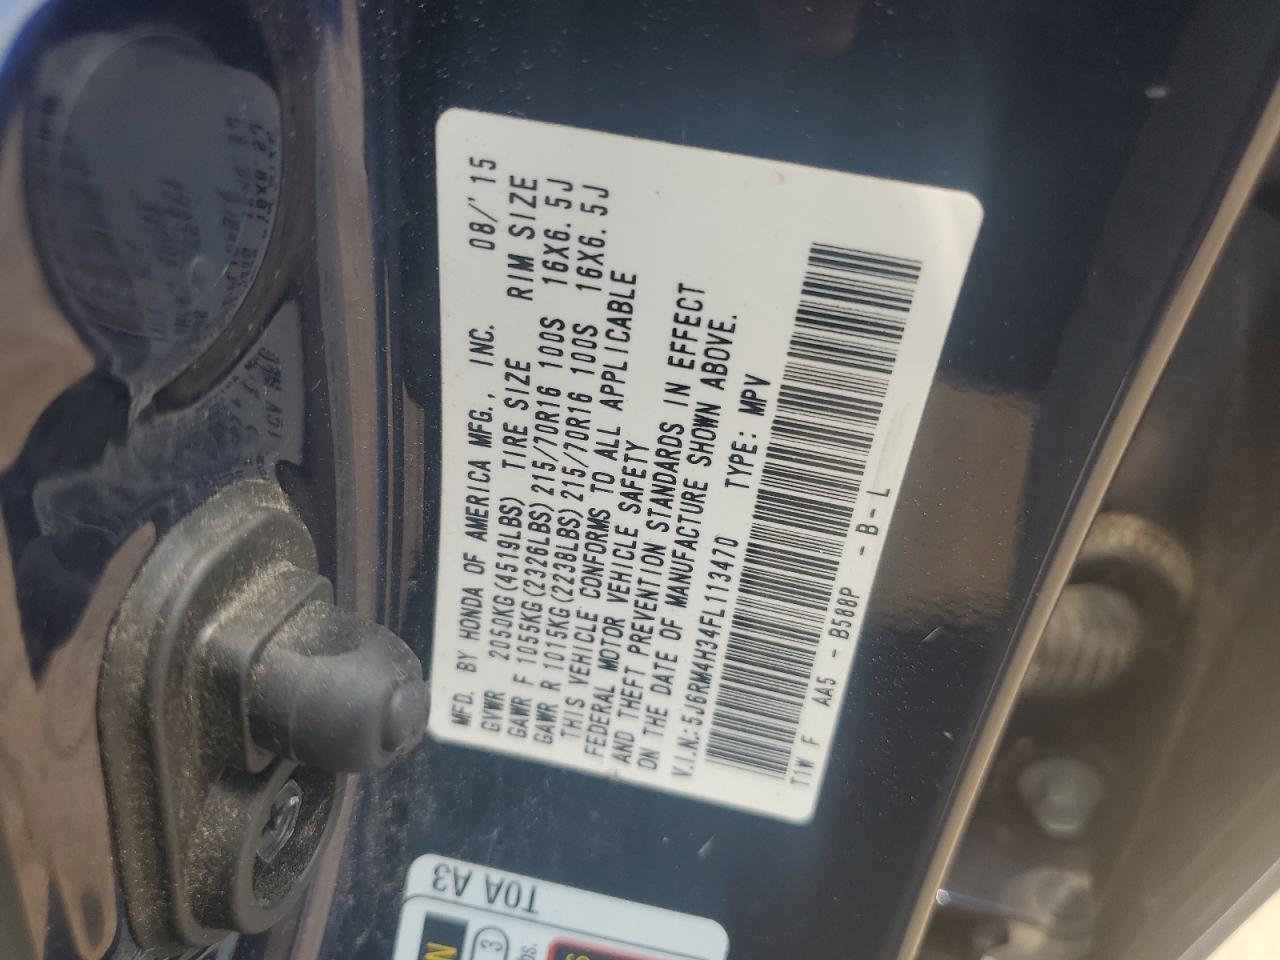 MFD. BY HONDA OF AMERICA MFG., INC. 08/'15
GVWR 2050KG(4519LBS) TIRE SIZE RIM SIZE
GAWR F 1055KG(2326LBS) 215/70R16 100S 16X6.5J
GAWR R 1015KG(2238LBS) 215/70R16 100S 16X6.5J
THIS VEHICLE CONFORMS TO ALL APPLICABLE
FEDERAL MOTOR VEHICLE SAFETY
AND THEFT PREVENTION STANDARDS IN EFFECT
ON THE DATE OF MANUFACTURE SHOWN ABOVE.
V.I.N.: 5J6RM4H34FL113470 TYPE: MPV
T1W F AA5 - B588P - B - L
T0A A3
3
lbs.